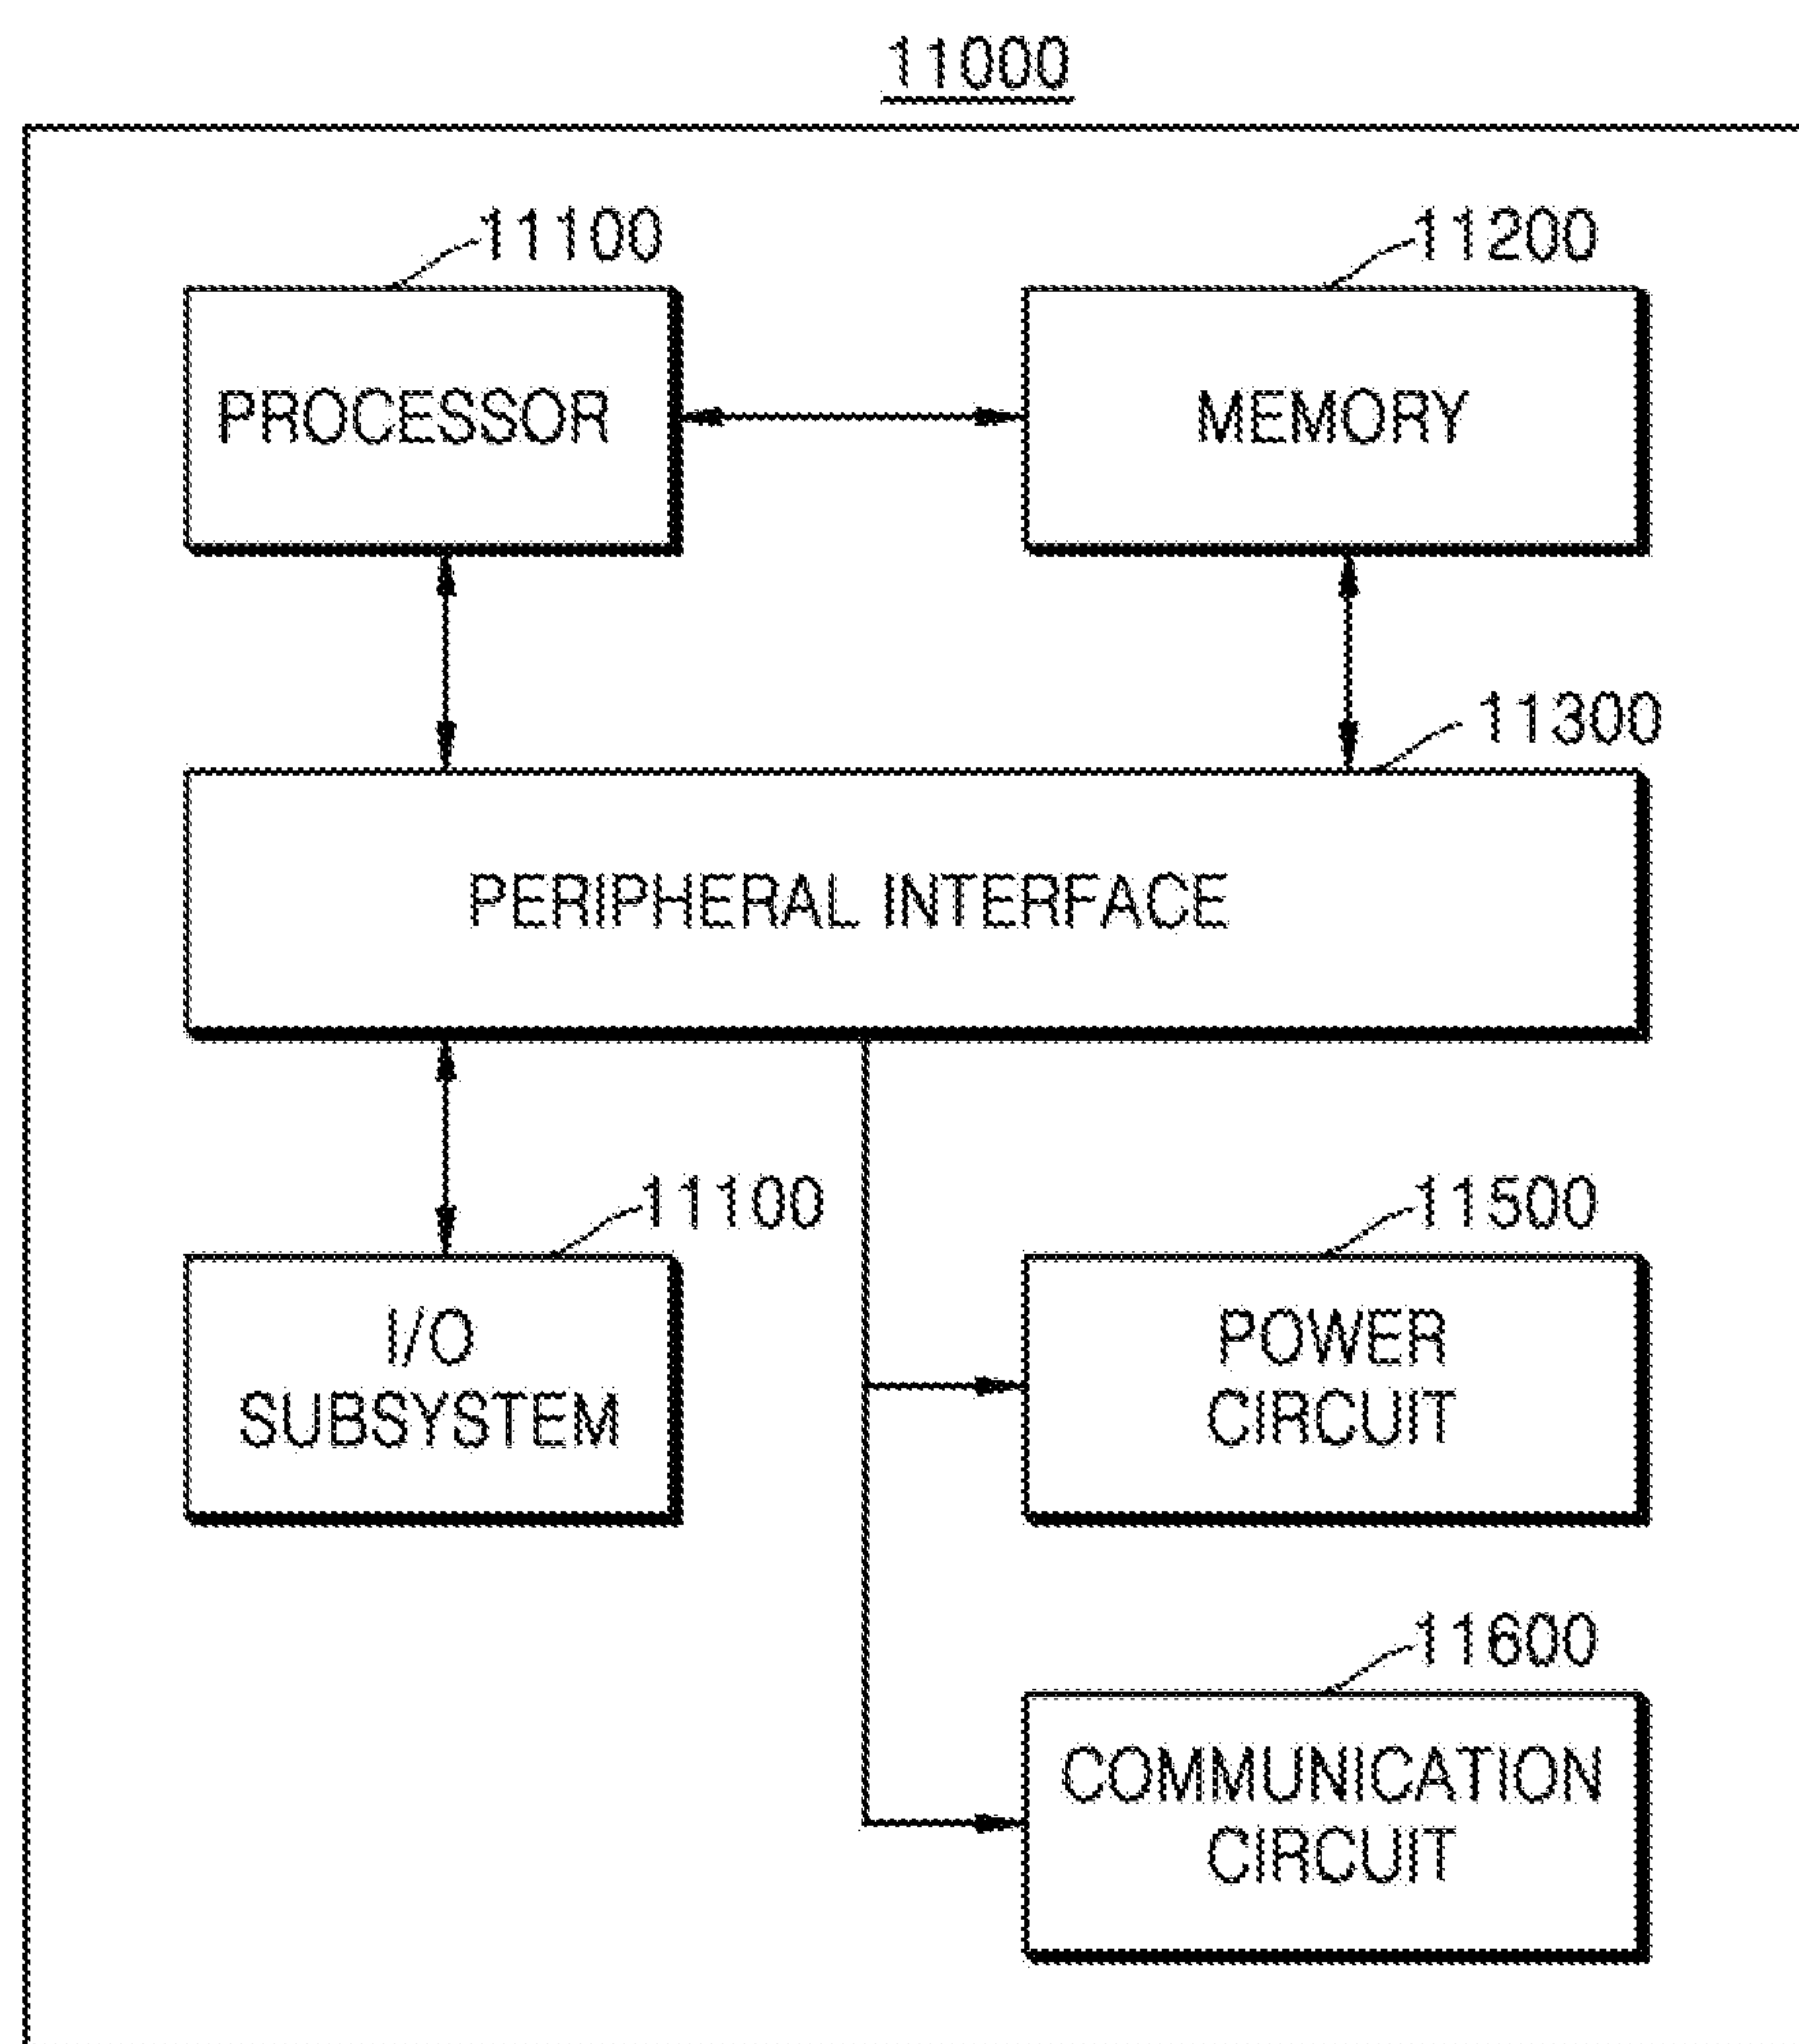 11000
11100
11200
PROCESSOR
MEMORY
11300
PERIPHERAL INTERFACE
11100
11500
I/O
SUBSYSTEM
POWER
CIRCUIT
11600
COMMUNICATION
CIRCUIT